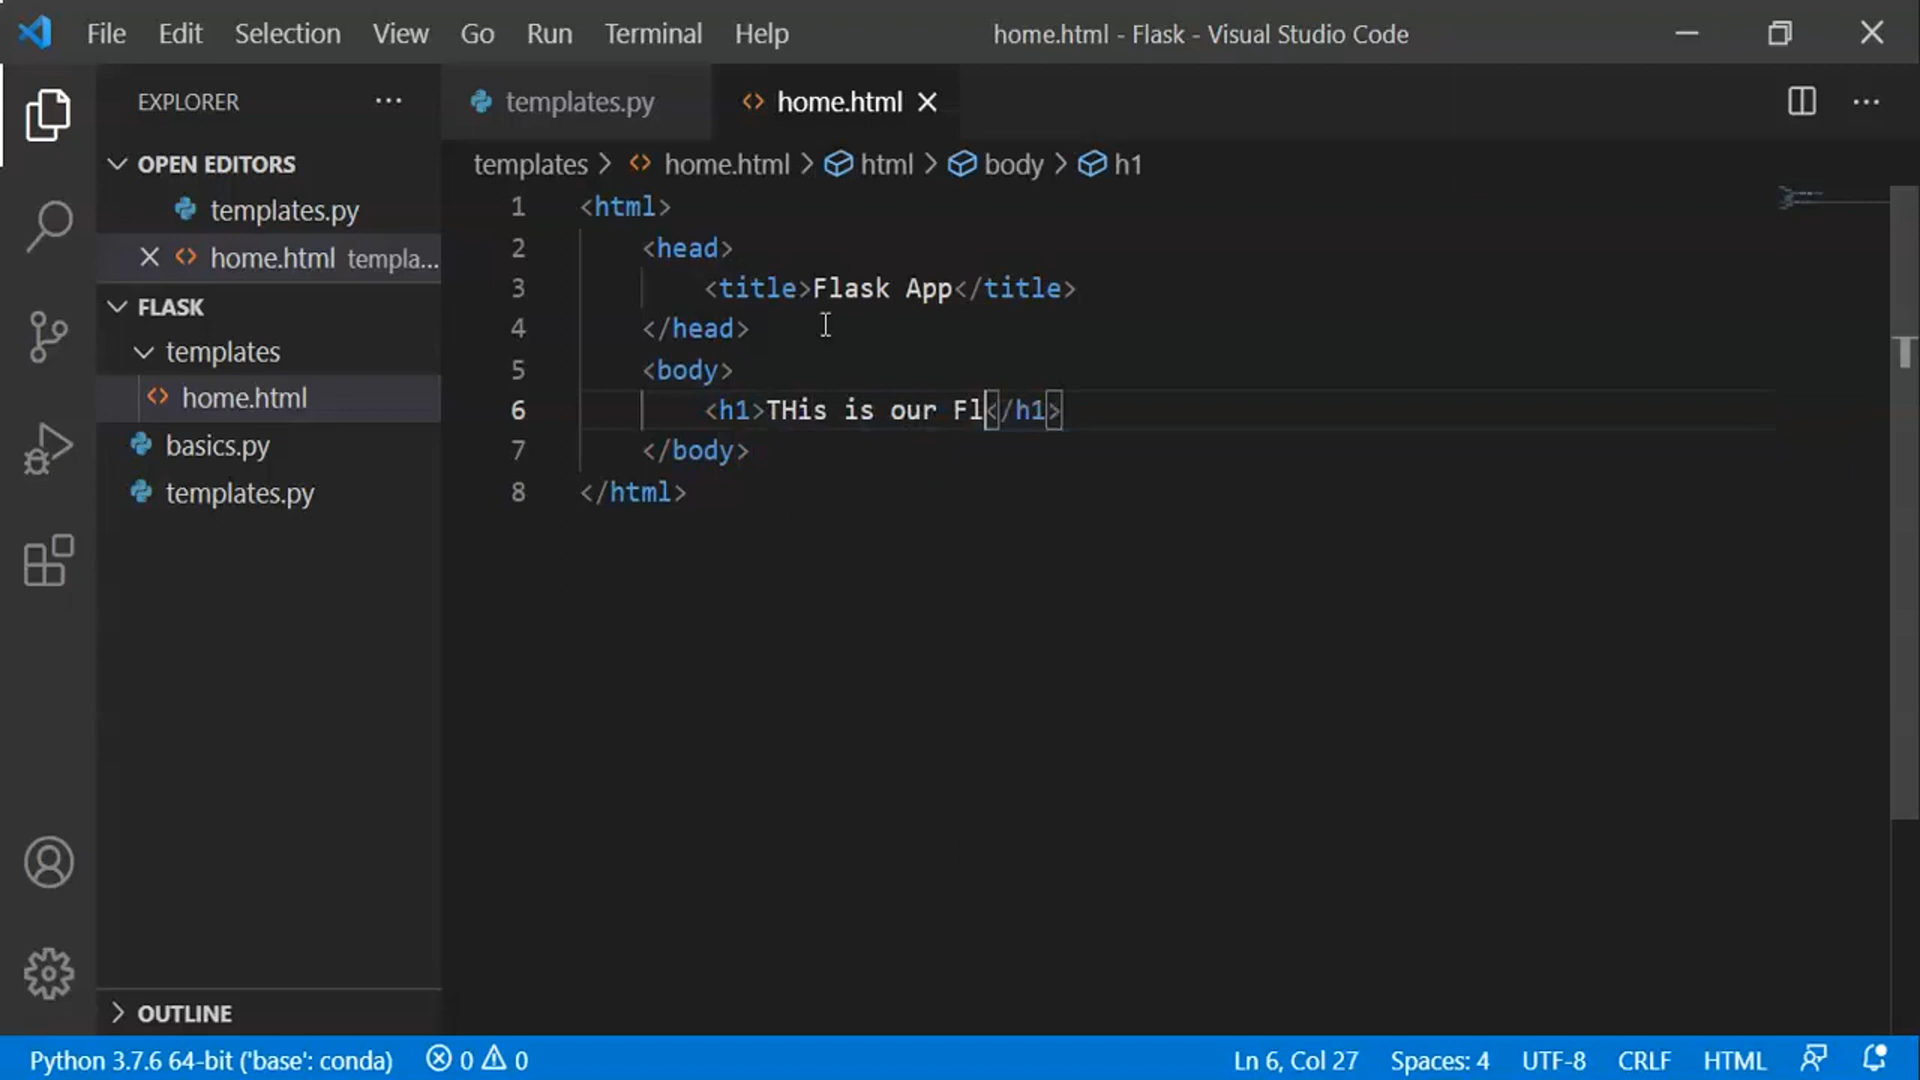 File Edit Selection View Go Run Terminal Help home.html - Flask - Visual Studio Code
EXPLORER ···
templates.py home.html
OPEN EDITORS
templates.py
home.html templa...
FLASK
templates
home.html
basics.py
templates.py
OUTLINE
templates > home.html > html > body > h1
1 <html>
2 <head>
3 <title>Flask App</title>
4 </head>
5 <body>
6 <h1>THis is our Fl</h1>
7 </body>
8 </html>
Python 3.7.6 64-bit ('base': conda) 0 0 Ln 6, Col 27 Spaces: 4 UTF-8 CRLF HTML